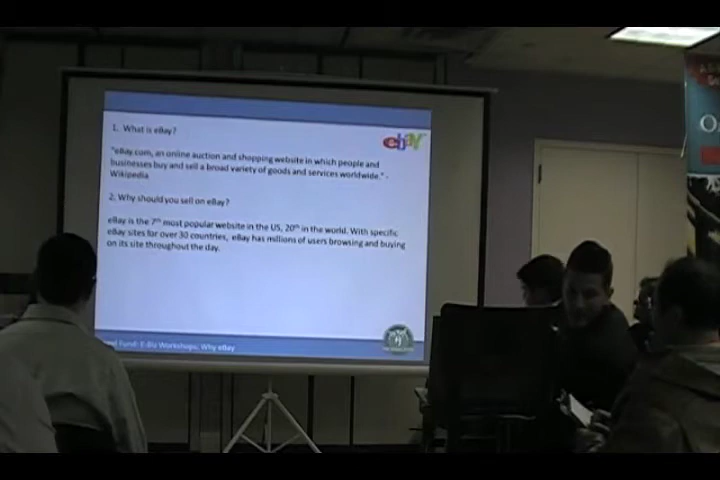 1. What is eBay?
ebay
"eBay.com, an online auction and shopping website in which people and
businesses buy and sell a broad variety of goods and services worldwide." -
Wikipedia
2. Why should you sell on eBay?
eBay is the 7th most popular website in the US, 20th in the world. With specific
eBay sites for over 30 countries, eBay has millions of users browsing and buying
on its site throughout the day.
Fund: E-Biz Workshops: Why eBay